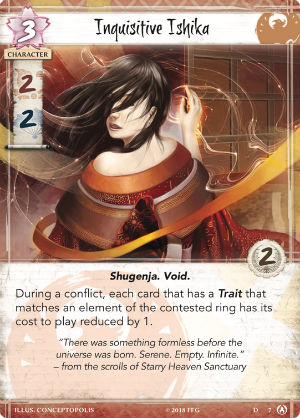 3
Inquisitive Ishika
CHARACTER
2
2
2
Shugenja. Void.
During a conflict, each card that has a Trait that
matches an element of the contested ring has its
cost to play reduced by 1.
"There was something formless before the
universe was born. Serene. Empty. Infinite."
– from the scrolls of Starry Heaven Sanctuary
ILLUS. CONCEPTOPOLIS © 2018 FFG D 7 A